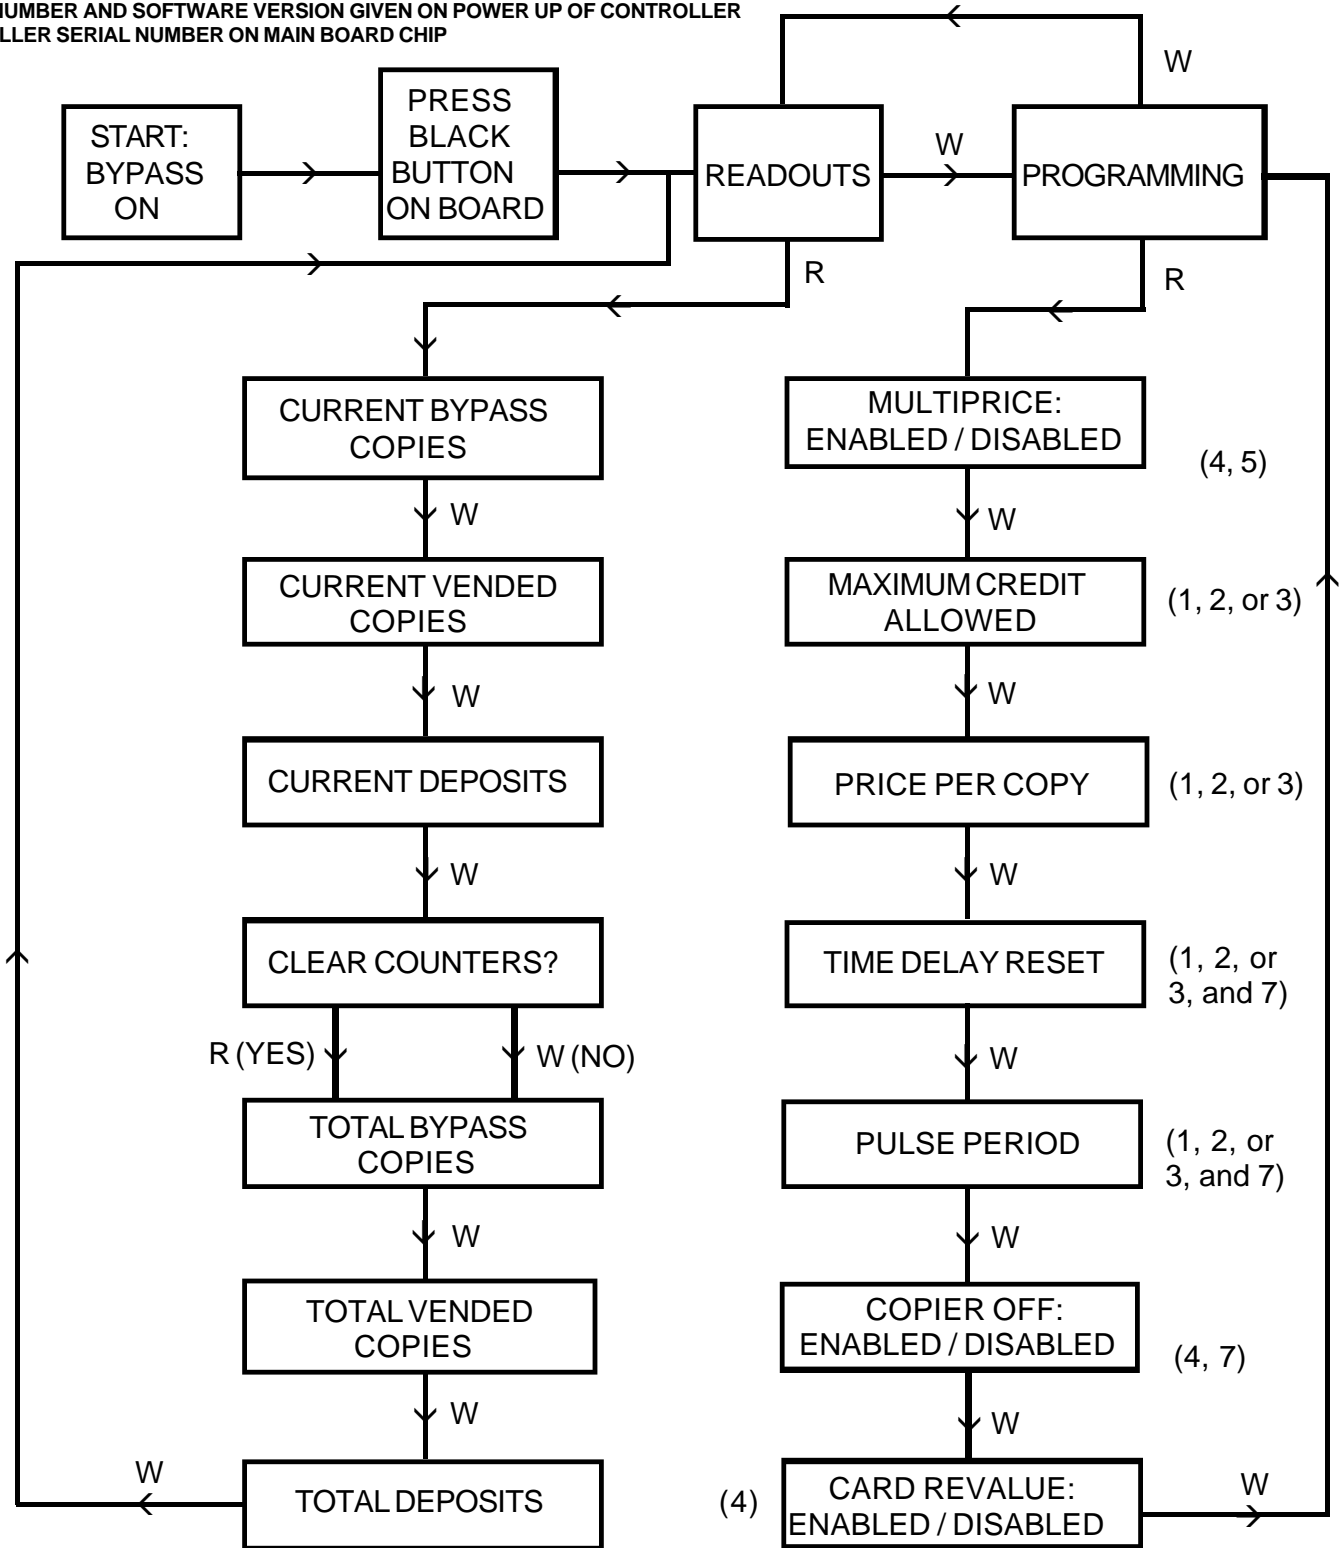 NUMBER AND SOFTWARE VERSION GIVEN ON POWER UP OF CONTROLLER
LLER SERIAL NUMBER ON MAIN BOARD CHIP
W
START:
BYPASS
ON
PRESS
BLACK
BUTTON
ON BOARD
READOUTS
W
PROGRAMMING
R
R
CURRENT BYPASS
COPIES
W
CURRENT VENDED
COPIES
W
CURRENT DEPOSITS
W
CLEAR COUNTERS?
R (YES)
W (NO)
TOTAL BYPASS
COPIES
W
TOTAL VENDED
COPIES
W
TOTAL DEPOSITS
W
MULTIPRICE:
ENABLED / DISABLED
(4, 5)
W
MAXIMUM CREDIT
ALLOWED
(1, 2, or 3)
W
PRICE PER COPY
(1, 2, or 3)
W
TIME DELAY RESET
(1, 2, or
3, and 7)
W
PULSE PERIOD
(1, 2, or
3, and 7)
W
COPIER OFF:
ENABLED / DISABLED
(4, 7)
W
(4)
CARD REVALUE:
ENABLED / DISABLED
W